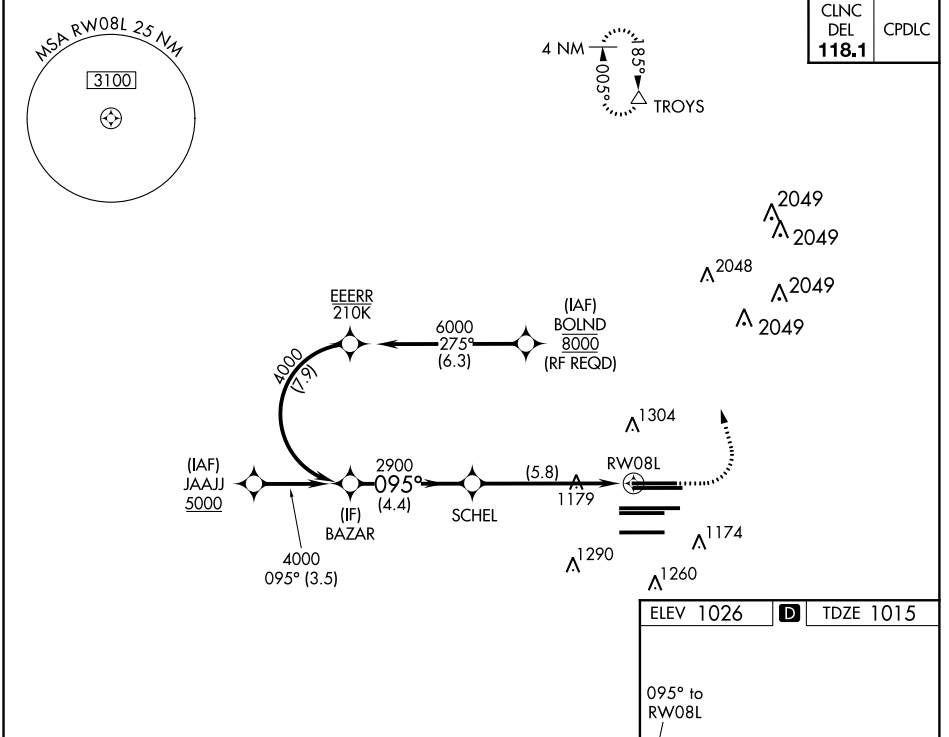 MSA RW08L 25 NM
3100
4 NM
005°
185°
TROYS
CLNC
DEL
118.1
CPDLC
2049
2049
2048
2049
2049
EEERR
210K
6000
275°
(6.3)
(IAF)
BOLND
8000
(RF REQD)
4000
(7.9)
1304
(IAF)
JAAJJ
5000
(IF)
BAZAR
2900
095°
(4.4)
SCHEL
(5.8)
1179
RW08L
4000
095° (3.5)
1290
1174
1260
ELEV 1026
D
TDZE 1015
095° to
RW08L